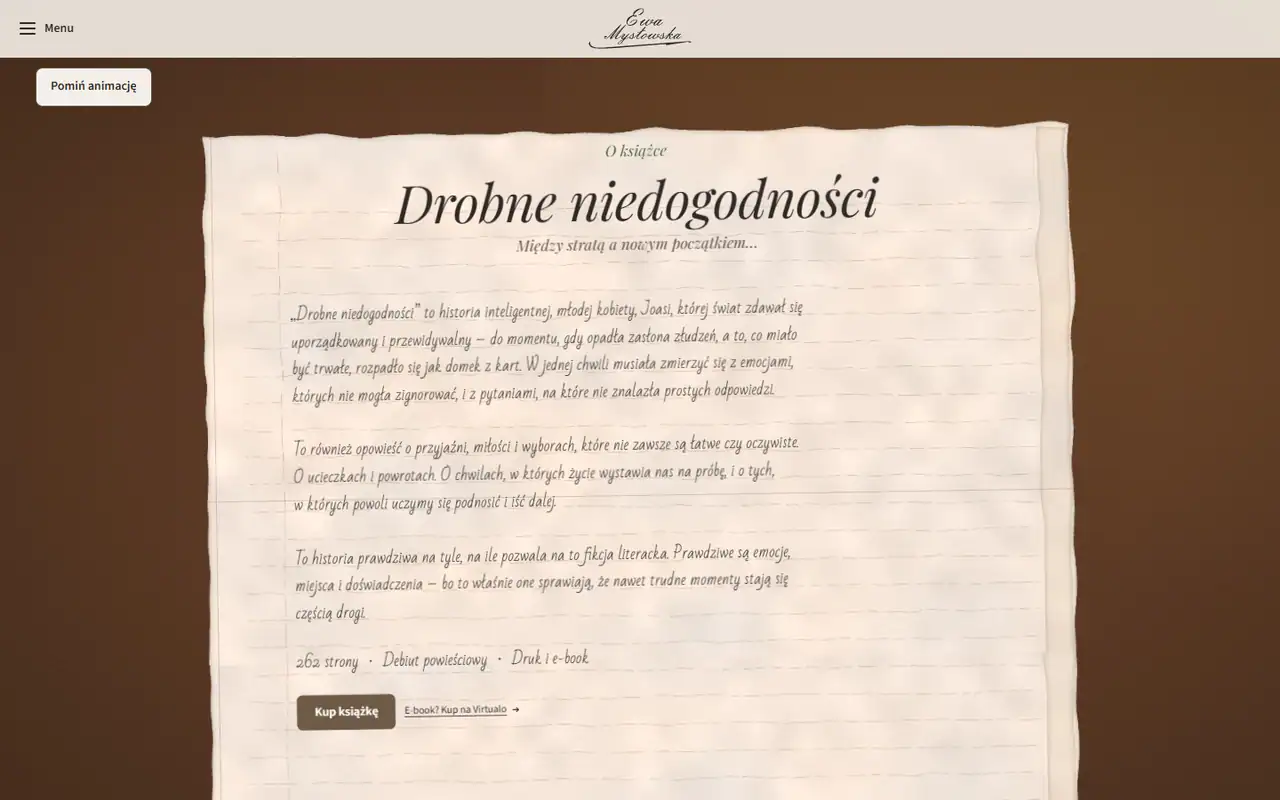 Menu
Ewa
Mysłowska
Pomiń animację
O książce
Drobne niedogodności
Między stratą a nowym początkiem...
„Drobne niedogodności” to historia inteligentnej, młodej kobiety, Joasi, której świat zdawał się
uporządkowany i przewidywalny – do momentu, gdy opadła zasłona złudzeń, a to, co miało
być trwałe, rozpadło się jak domek z kart. W jednej chwili musiała zmierzyć się z emocjami,
których nie mogła zignorować, i z pytaniami, na które nie znalazła prostych odpowiedzi.
To również opowieść o przyjaźni, miłości i wyborach, które nie zawsze są łatwe czy oczywiste.
O ucieczkach i powrotach. O chwilach, w których życie wystawia nas na próbę, i o tych,
w których powoli uczymy się podnosić i iść dalej.
To historia prawdziwa na tyle, na ile pozwala na to fikcja literacka. Prawdziwe są emocje,
miejsca i doświadczenia – bo to właśnie one sprawiają, że nawet trudne momenty stają się
częścią drogi.
262 strony · Debiut powieściowy · Druk i e-book
Kup książkę
E-book? Kup na Virtualo →